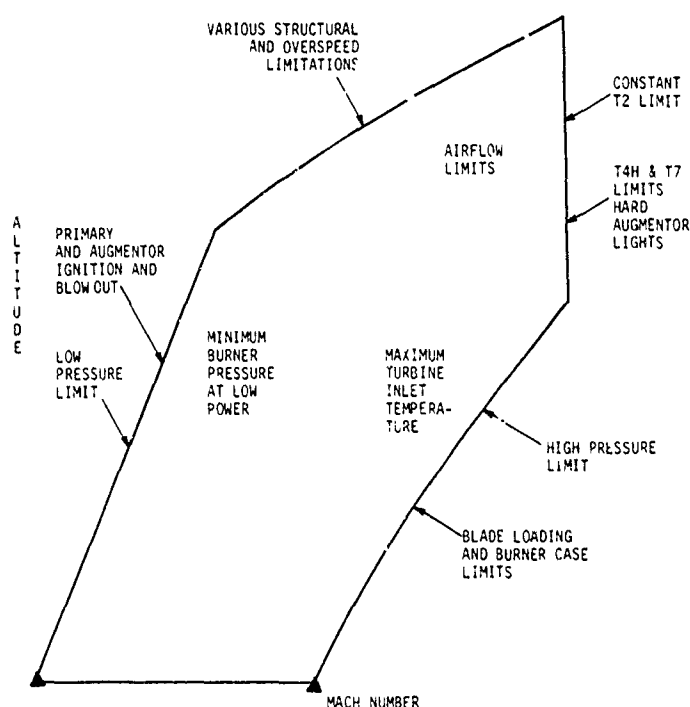 VARIOUS STRUCTURAL
AND OVERSPEED
LIMITATIONS
CONSTANT
T2 LIMIT
AIRFLOW
LIMITS
T4H & T7
LIMITS
HARD
AUGMENTOR
LIGHTS
ALTITUDE
PRIMARY
AND AUGMENTOR
IGNITION AND
BLOW OUT
LOW
PRESSURE
LIMIT
MINIMUM
BURNER
PRESSURE
AT LOW
POWER
MAXIMUM
TURBINE
INLET
TEMPERA-
TURE
HIGH PRESSURE
LIMIT
BLADE LOADING
AND BURNER CASE
LIMITS
MACH NUMBER